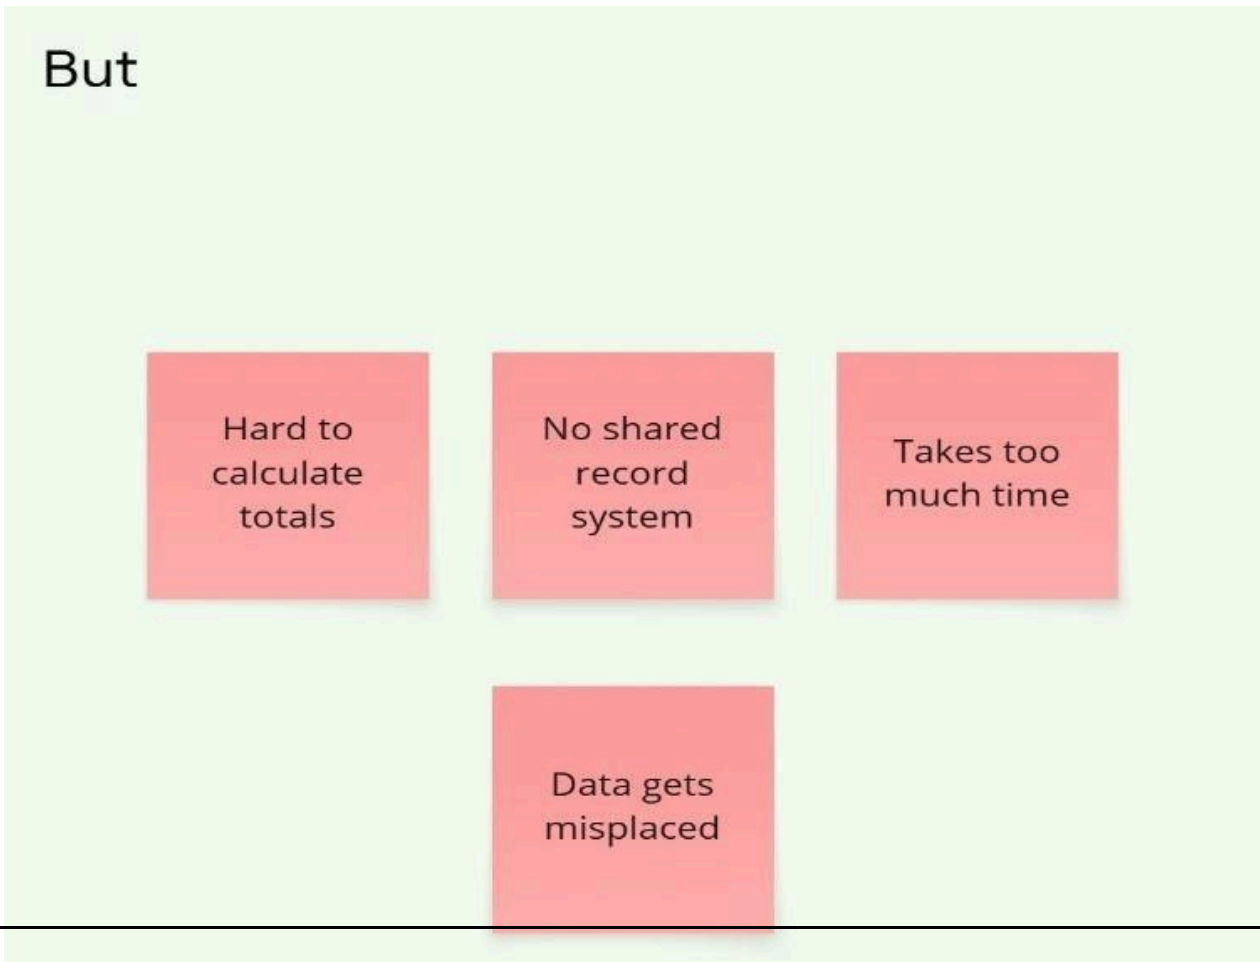 But
Hard to
calculate
totals
No shared
record
system
Takes too
much time
Data gets
misplaced